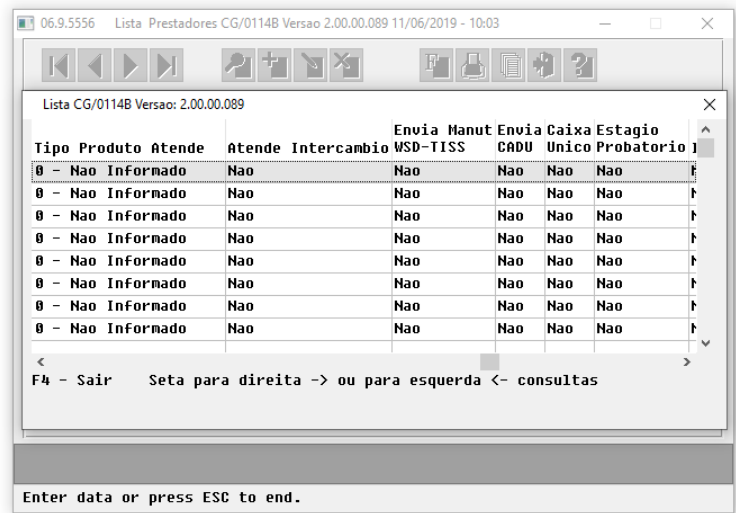 06.9.5556 Lista Prestadores CG/0114B Versao 2.00.00.089 11/06/2019 - 10:03
Lista CG/0114B Versao: 2.00.00.089
Envia Manut Envia Caixa Estagio
Tipo Produto Atende Atende Intercambio WSD-TISS CADU Unico Probatorio
0 - Nao Informado Nao Nao Nao Nao Nao
0 - Nao Informado Nao Nao Nao Nao Nao
0 - Nao Informado Nao Nao Nao Nao Nao
0 - Nao Informado Nao Nao Nao Nao Nao
0 - Nao Informado Nao Nao Nao Nao Nao
0 - Nao Informado Nao Nao Nao Nao Nao
0 - Nao Informado Nao Nao Nao Nao Nao
0 - Nao Informado Nao Nao Nao Nao Nao
F4 - Sair Seta para direita -> ou para esquerda <- consultas
Enter data or press ESC to end.